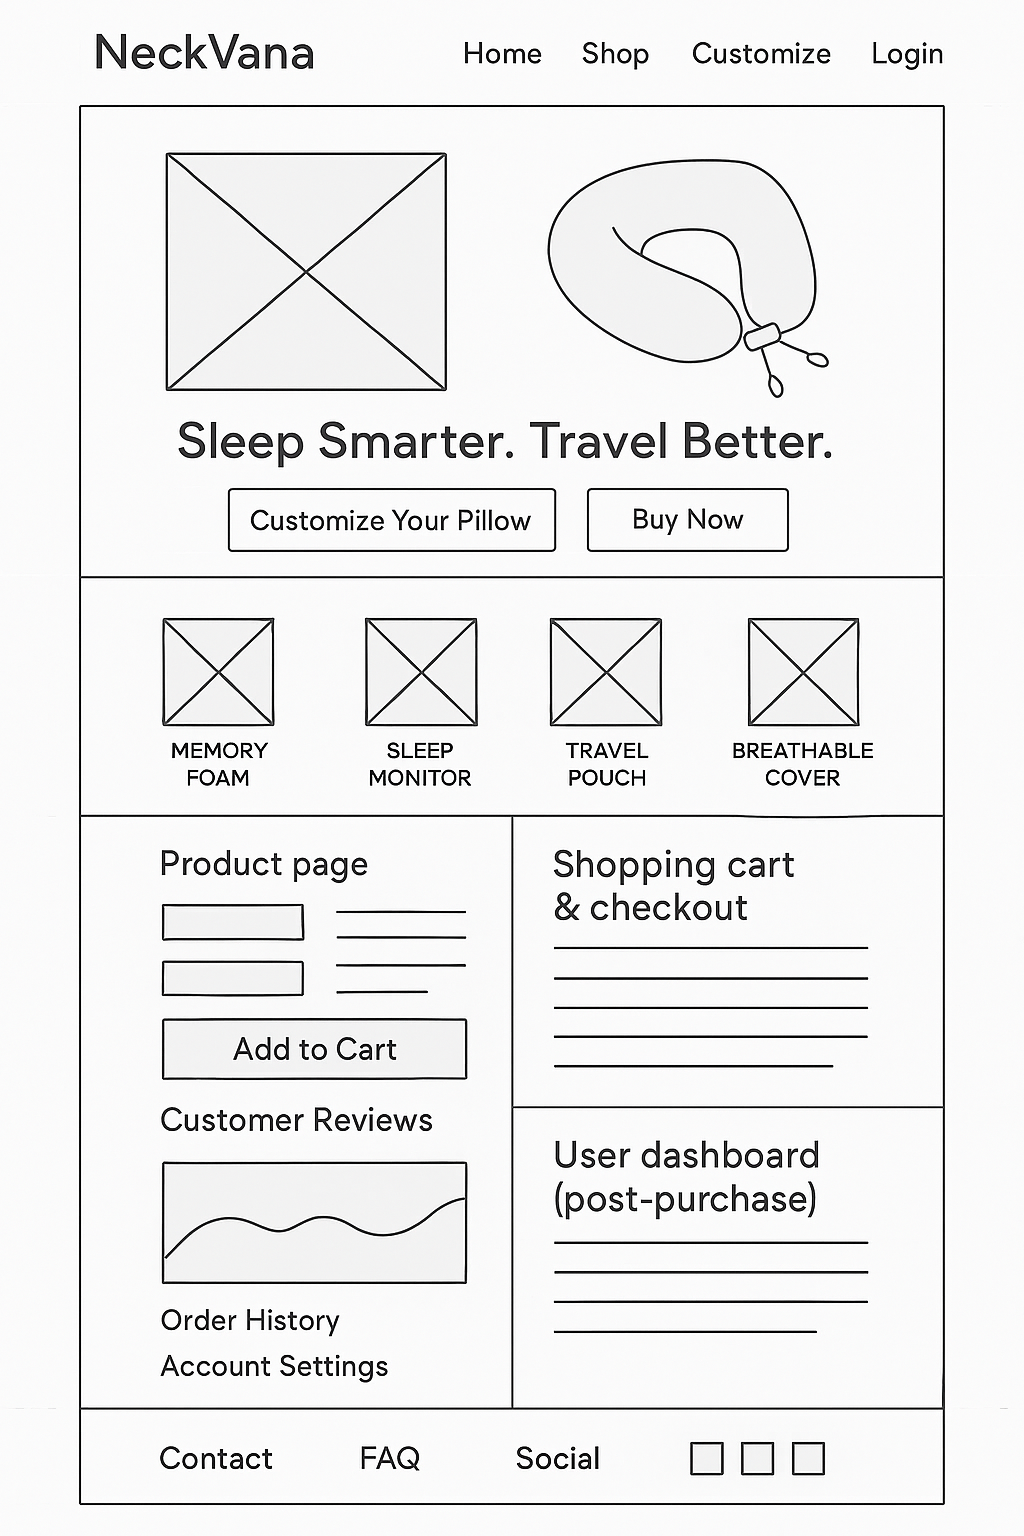 NeckVana
Home Shop Customize Login
Sleep Smarter. Travel Better.
Customize Your Pillow
Buy Now
MEMORY
FOAM
SLEEP
MONITOR
TRAVEL
POUCH
BREATHABLE
COVER
Product page
Add to Cart
Customer Reviews
Order History
Account Settings
Shopping cart
& checkout
User dashboard
(post-purchase)
Contact FAQ Social